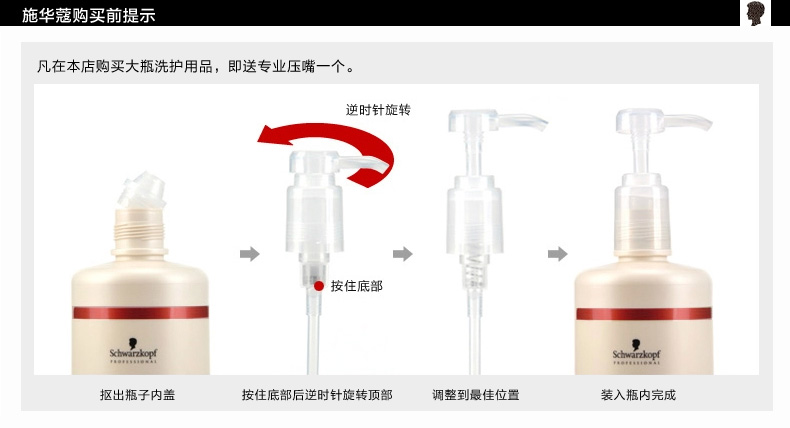 施华蔻购买前提示
凡在本店购买大瓶洗护用品，即送专业压嘴一个。
逆时针旋转
按住底部
Schwarzkopf
PROFESSIONAL
Schwarzkopf
PROFESSIONAL
抠出瓶子内盖
按住底部后逆时针旋转顶部
调整到最佳位置
装入瓶内完成